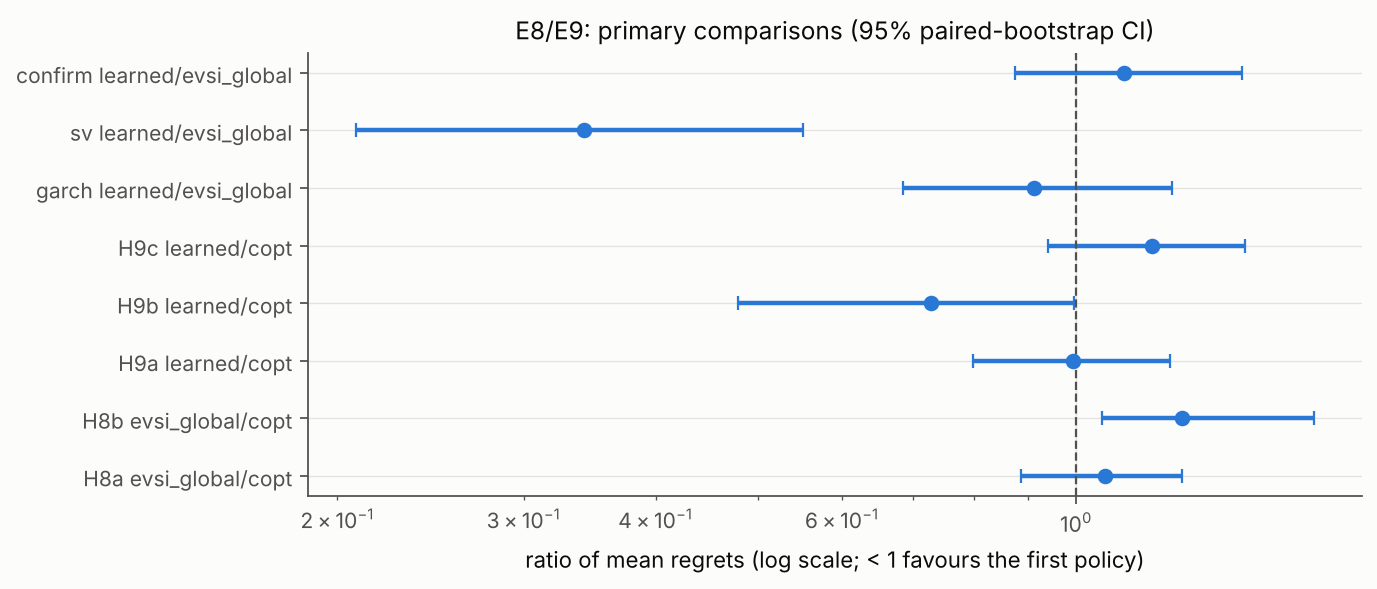 E8/E9: primary comparisons (95% paired-bootstrap CI)
confirm learned/evsi_global
sv learned/evsi_global
garch learned/evsi_global
H9c learned/copt
H9b learned/copt
H9a learned/copt
H8b evsi_global/copt
H8a evsi_global/copt
2 × 10⁻¹ 3 × 10⁻¹ 4 × 10⁻¹ 6 × 10⁻¹ 10⁰
ratio of mean regrets (log scale; < 1 favours the first policy)